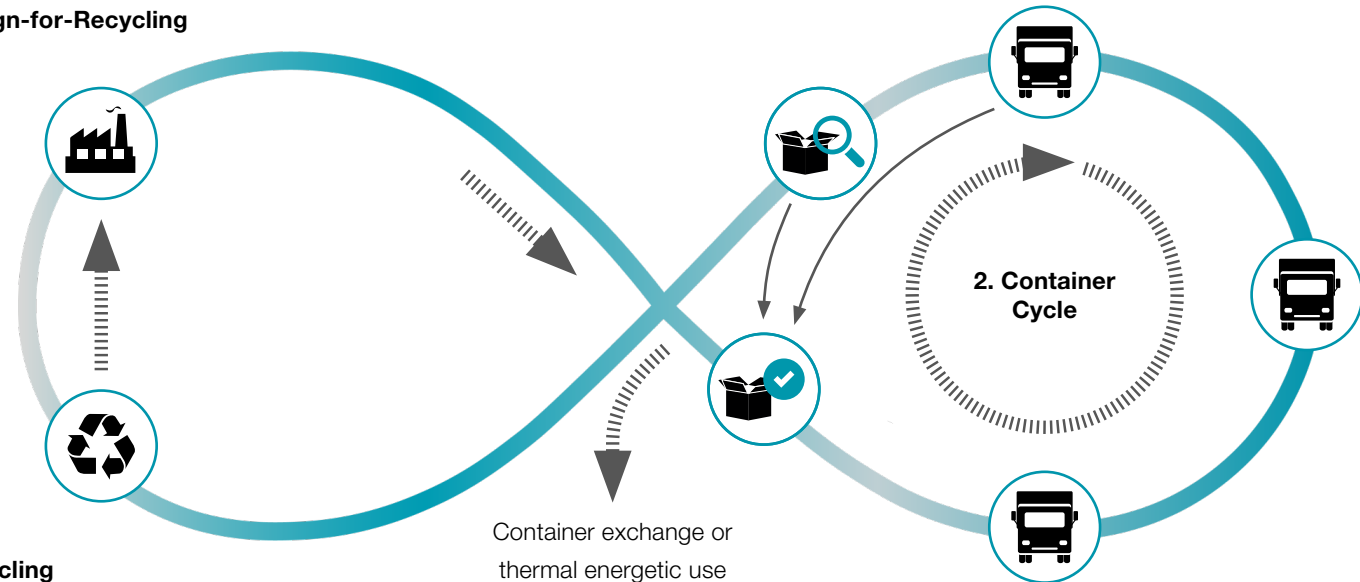 gn-for-Recycling
2. Container
Cycle
Container exchange or
thermal energetic use
cling